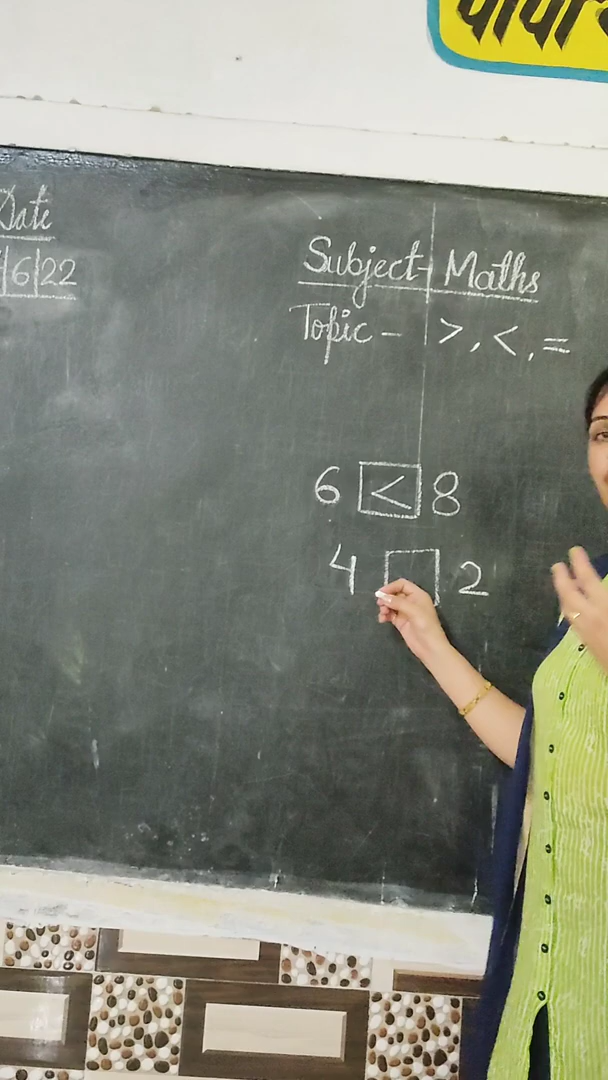 Date
/6/22
Subject- Maths
Topic - >, <, =
6 < 8
4 2